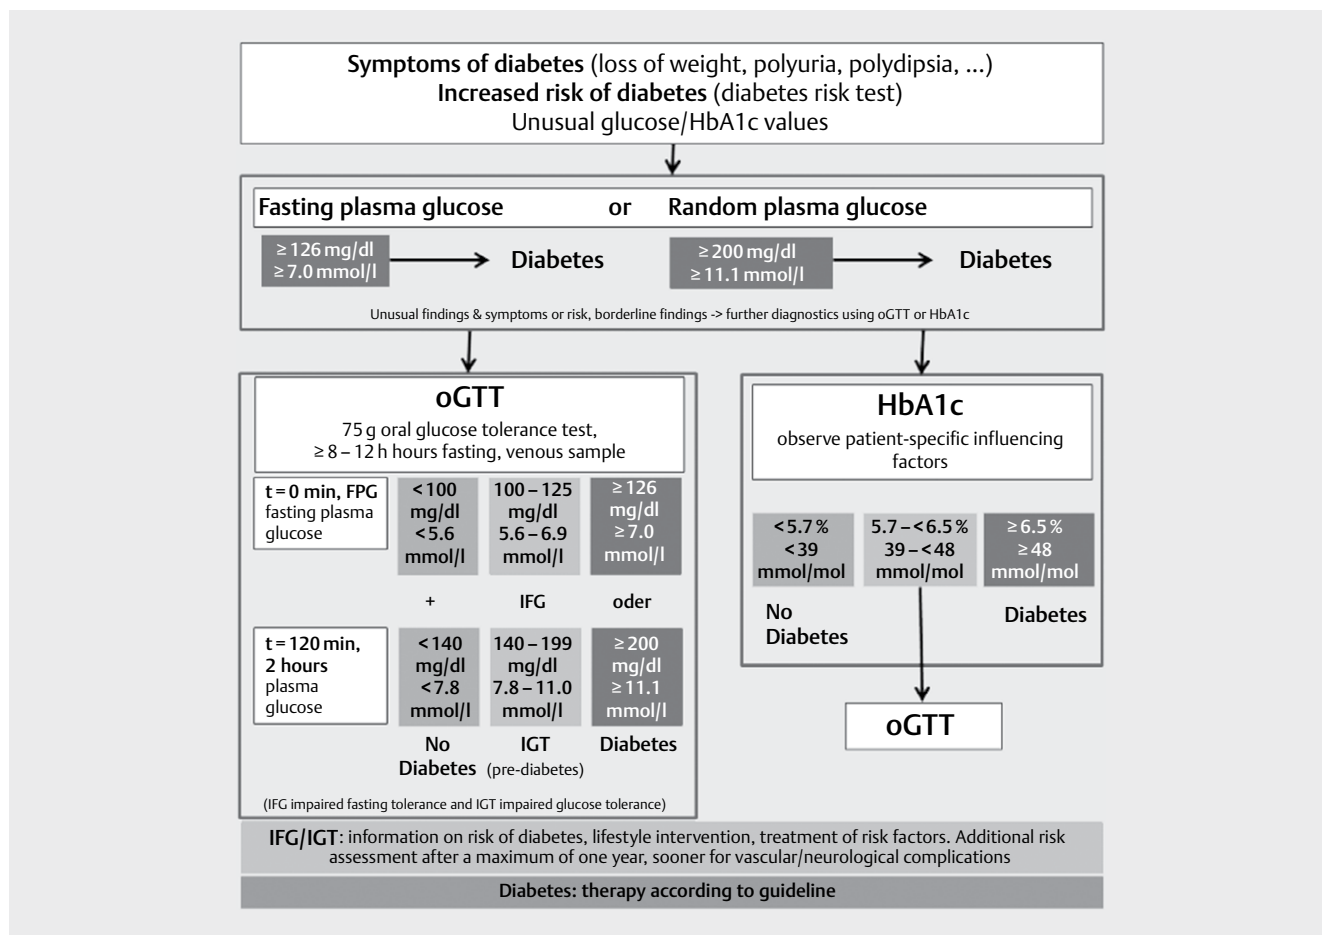 Symptoms of diabetes (loss of weight, polyuria, polydipsia, ...)
Increased risk of diabetes (diabetes risk test)
Unusual glucose/HbA1c values
Fasting plasma glucose or Random plasma glucose
≥ 126 mg/dl
≥ 7.0 mmol/l
Diabetes
≥ 200 mg/dl
≥ 11.1 mmol/l
Diabetes
Unusual findings & symptoms or risk, borderline findings -> further diagnostics using oGTT or HbA1c
oGTT
75 g oral glucose tolerance test,
≥ 8 – 12 h hours fasting, venous sample
t = 0 min, FPG
fasting plasma
glucose
< 100
mg/dl
< 5.6
mmol/l
100 – 125
mg/dl
5.6 – 6.9
mmol/l
≥ 126
mg/dl
≥ 7.0
mmol/l
+ IFG oder
t = 120 min,
2 hours
plasma
glucose
< 140
mg/dl
< 7.8
mmol/l
140 – 199
mg/dl
7.8 – 11.0
mmol/l
≥ 200
mg/dl
≥ 11.1
mmol/l
No
Diabetes
IGT
(pre-diabetes)
Diabetes
(IFG impaired fasting tolerance and IGT impaired glucose tolerance)
HbA1c
observe patient-specific influencing
factors
< 5.7 %
< 39
mmol/mol
5.7 – < 6.5 %
39 – < 48
mmol/mol
≥ 6.5 %
≥ 48
mmol/mol
No
Diabetes
Diabetes
oGTT
IFG/IGT: information on risk of diabetes, lifestyle intervention, treatment of risk factors. Additional risk
assessment after a maximum of one year, sooner for vascular/neurological complications
Diabetes: therapy according to guideline